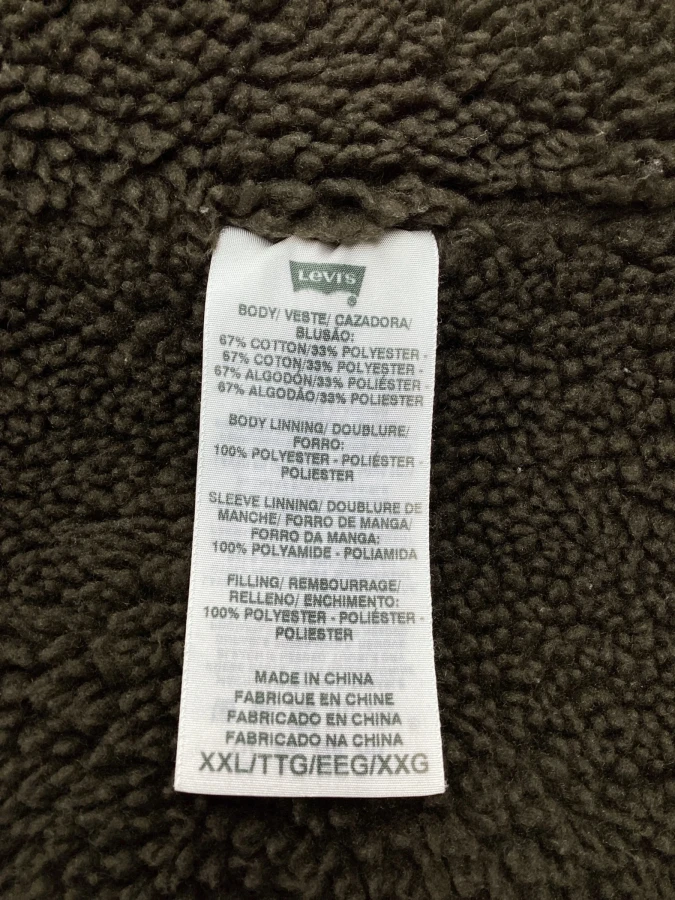 Levi's
BODY/ VESTE/ CAZADORA/
BLUSÃO:
67% COTTON/33% POLYESTER -
67% COTON/33% POLYESTER -
67% ALGODÓN/33% POLIÉSTER -
67% ALGODÃO/33% POLIESTER
BODY LINNING/ DOUBLURE/
FORRO:
100% POLYESTER - POLIÉSTER -
POLIESTER
SLEEVE LINNING/ DOUBLURE DE
MANCHE/ FORRO DE MANGA/
FORRO DA MANGA:
100% POLYAMIDE - POLIAMIDA
FILLING/ REMBOURRAGE/
RELLENO/ ENCHIMENTO:
100% POLYESTER - POLIÉSTER -
POLIESTER
MADE IN CHINA
FABRIQUE EN CHINE
FABRICADO EN CHINA
FABRICADO NA CHINA
XXL/TTG/EEG/XXG